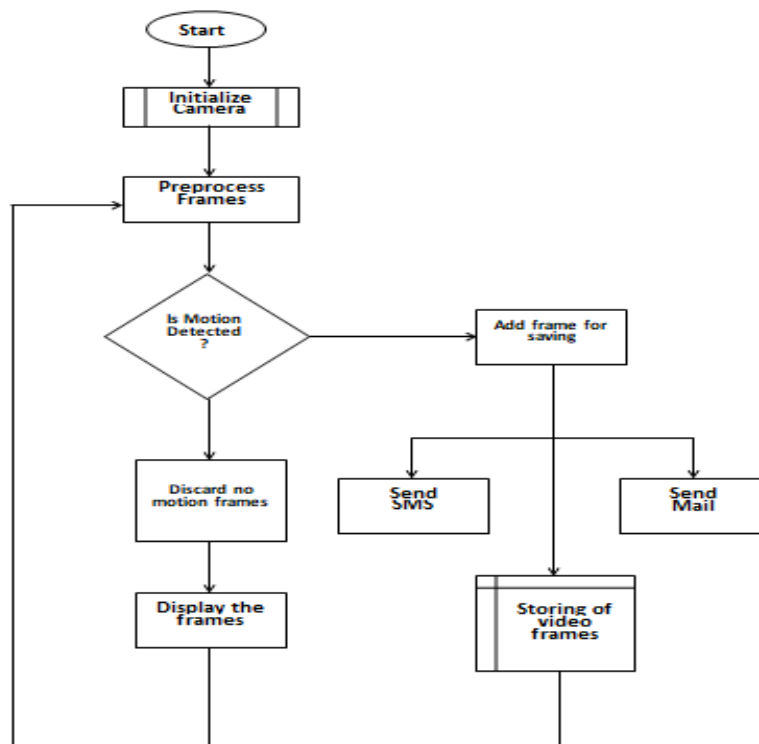 Start
Initialize
Camera
Preprocess
Frames
Is Motion
Detected
?
Add frame for
saving
Discard no
motion frames
Send
SMS
Send
Mail
Display the
frames
Storing of
video
frames